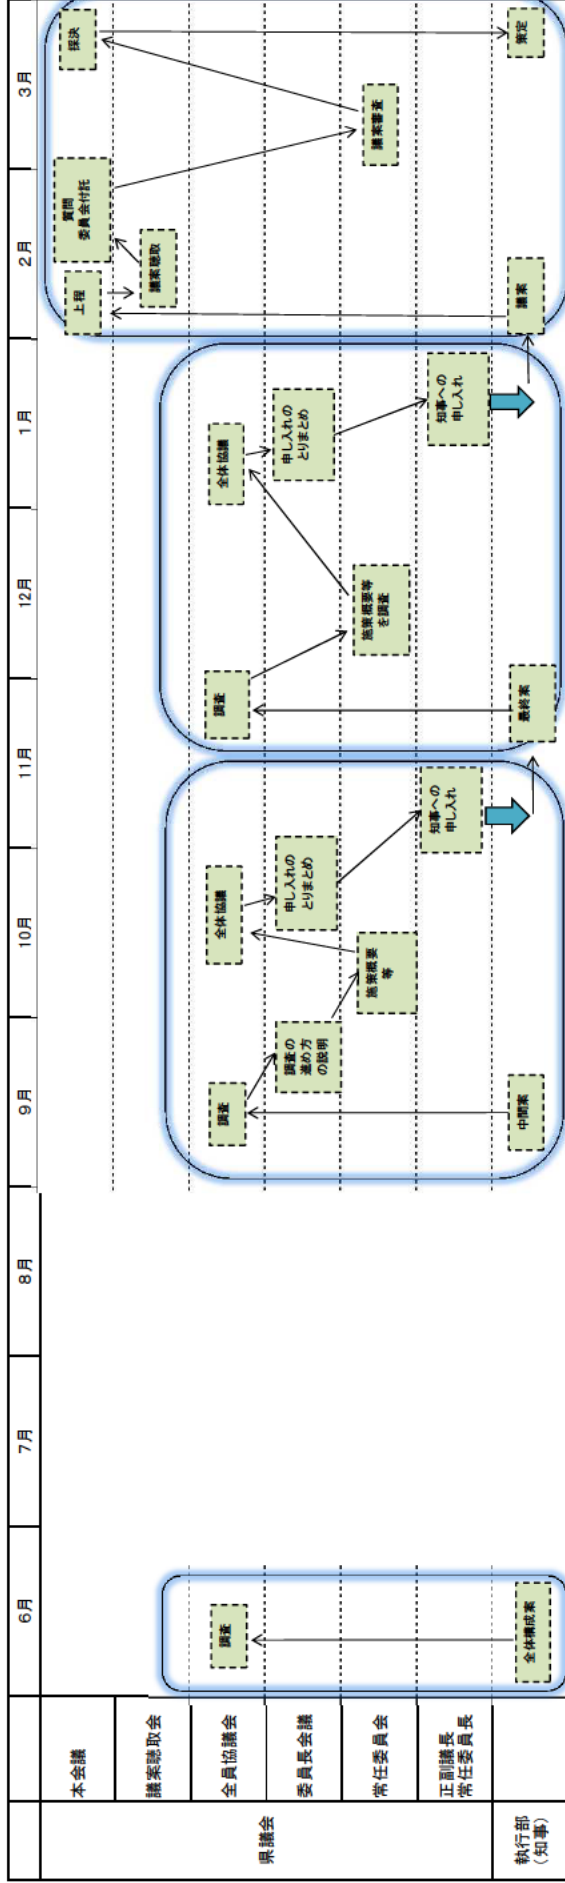 6月
7月
8月
9月
10月
11月
12月
1月
2月
3月
県議会
本会議
上程
質問
委員会付託
採決
議案聴取会
議案聴取
全員協議会
調査
調査
全体協議
調査
全体協議
委員長会議
調査の
進め方
の説明
申し入れの
とりまとめ
申し入れの
とりまとめ
常任委員会
施策概要
等
施策概要等
を調査
議案審査
正副議長
常任委員長
知事への
申し入れ
知事への
申し入れ
執行部
（知事）
全体構成案
中間案
最終案
議案
策定